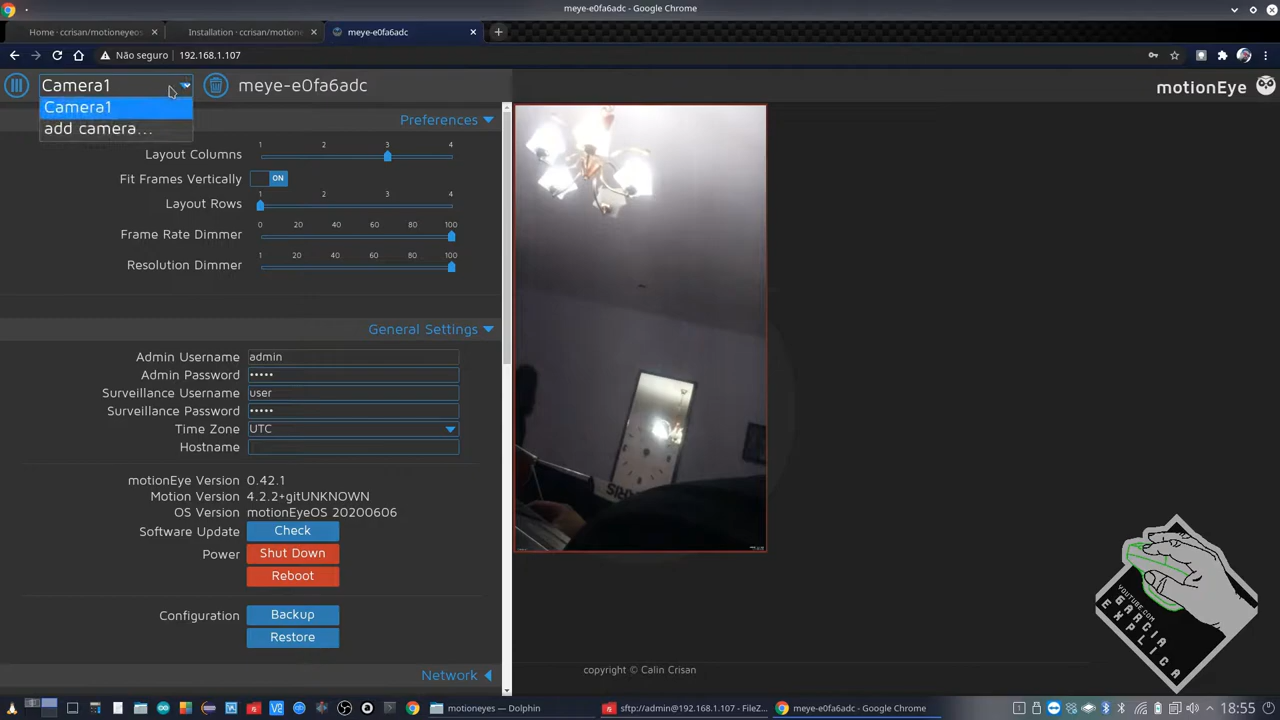 meye-e0fa6adc - Google Chrome
Home · ccrisan/motioneyeos
Installation · ccrisan/motione
meye-e0fa6adc
Não seguro
192.168.1.107
Camera1
meye-e0fa6adc
motionEye
Camera1
add camera...
Preferences
Layout Columns
1 2 3 4
Fit Frames Vertically
ON
Layout Rows
1 2 3 4
Frame Rate Dimmer
0 20 40 60 80 100
Resolution Dimmer
1 20 40 60 80 100
General Settings
Admin Username
admin
Admin Password
•••••
Surveillance Username
user
Surveillance Password
•••••
Time Zone
UTC
Hostname
motionEye Version
0.42.1
Motion Version
4.2.2+gitUNKNOWN
OS Version
motionEyeOS 20200606
Software Update
Check
Power
Shut Down
Reboot
Configuration
Backup
Restore
Network
copyright © Calin Crisan
YOUTUBE.COM
GARCIA
EXPLICA
motioneyes — Dolphin
sftp://admin@192.168.1.107 - FileZ...
meye-e0fa6adc - Google Chrome
1
18:55